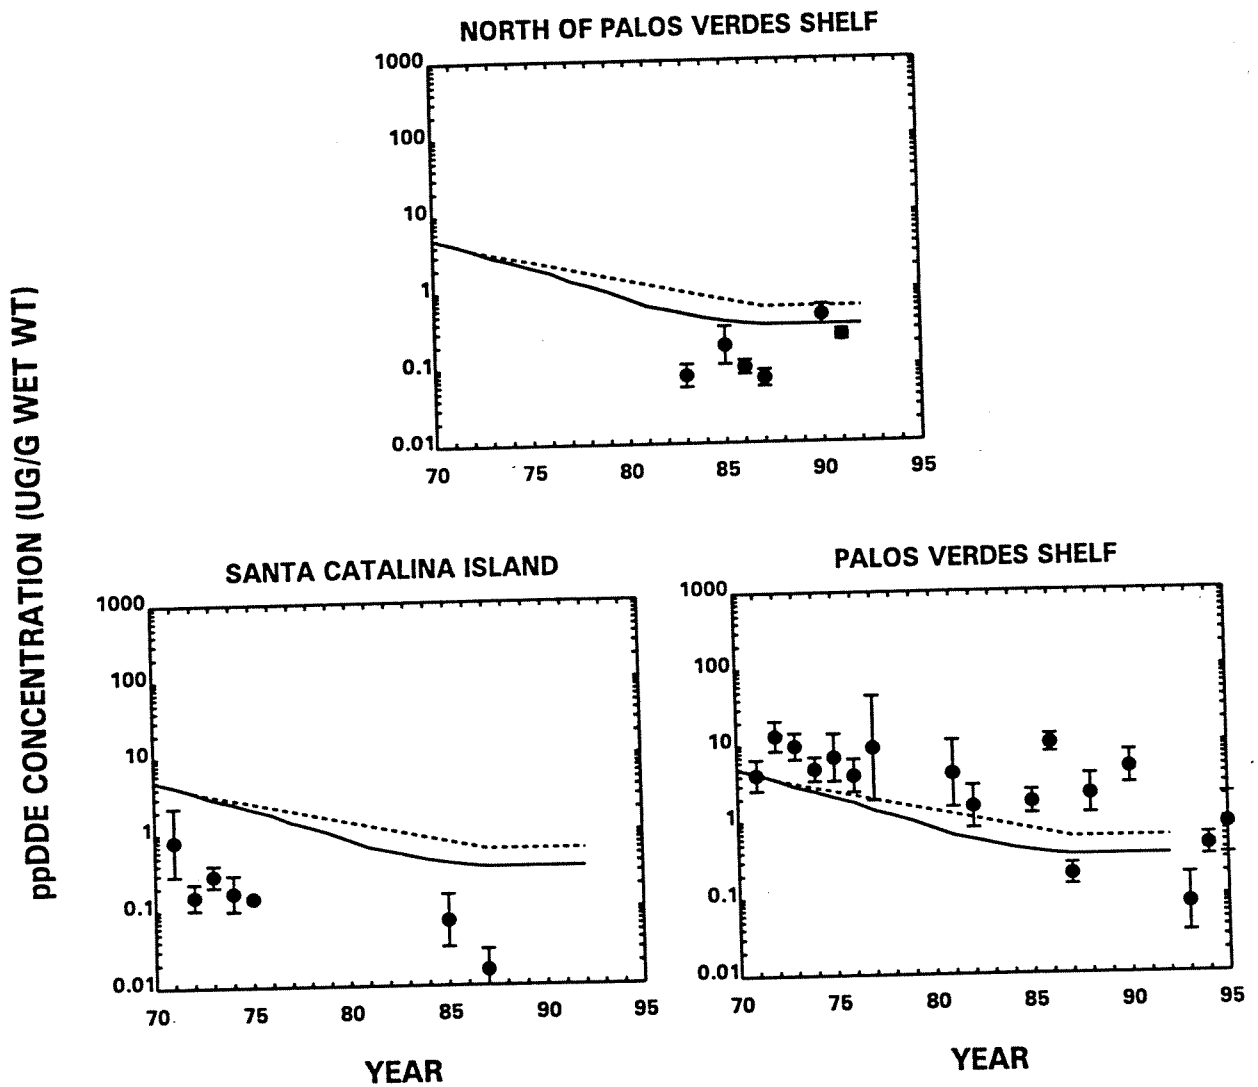 NORTH OF PALOS VERDES SHELF
1000
100
10
1
0.1
0.01
70 75 80 85 90 95
ppDDE CONCENTRATION (UG/G WET WT)
SANTA CATALINA ISLAND
1000
100
10
1
0.1
0.01
70 75 80 85 90 95
YEAR
PALOS VERDES SHELF
1000
100
10
1
0.1
0.01
70 75 80 85 90 95
YEAR